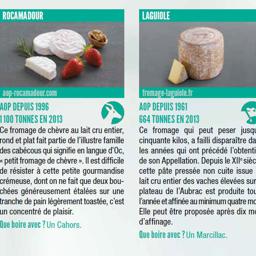 ROCAMADOUR
aop-rocamadour.com
AOP DEPUIS 1996
1 100 TONNES EN 2013
Ce fromage de chèvre au lait cru entier,
rond et plat fait partie de l'illustre famille
des cabécous qui signifie en langue d'Oc,
« petit fromage de chèvre ». Il est difficile
de résister à cette petite gourmandise
crémeuse, dont on ne fait que deux bou-
chées généreusement étalées sur une
tranche de pain légèrement toastée, c'est
un concentré de plaisir.
Que boire avec ? Un Cahors.
LAGUIOLE
fromage-laguiole.fr
AOP DEPUIS 1961
664 TONNES EN 2013
Ce fromage qui peut peser jusqu
cinquante kilos, a failli disparaître da
les années qui ont précédé l'obtenti
de son Appellation. Depuis le XIIe sièc
cette pâte pressée non cuite issue
lait cru entier des vaches élevées sur
plateau de l'Aubrac est produite tou
l'année et affinée au minimum quatre mo
Elle peut être proposée après dix me
d'affinage.
Que boire avec ? Un Marcillac.